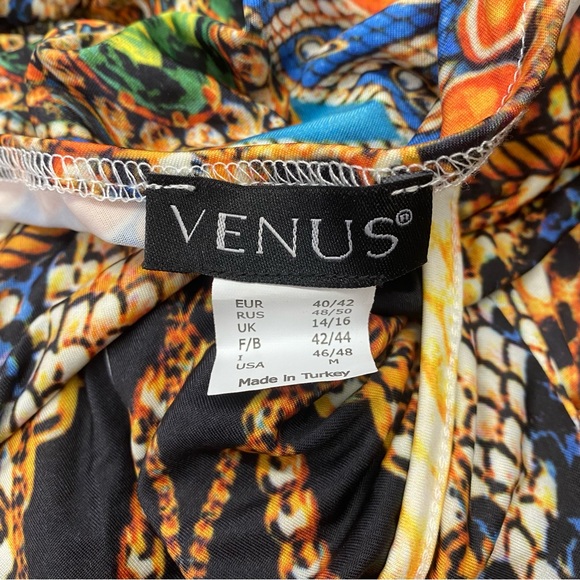 VENUS®
EUR 40/42
RUS 48/50
UK 14/16
F/B 42/44
I 46/48
USA M
Made in Turkey